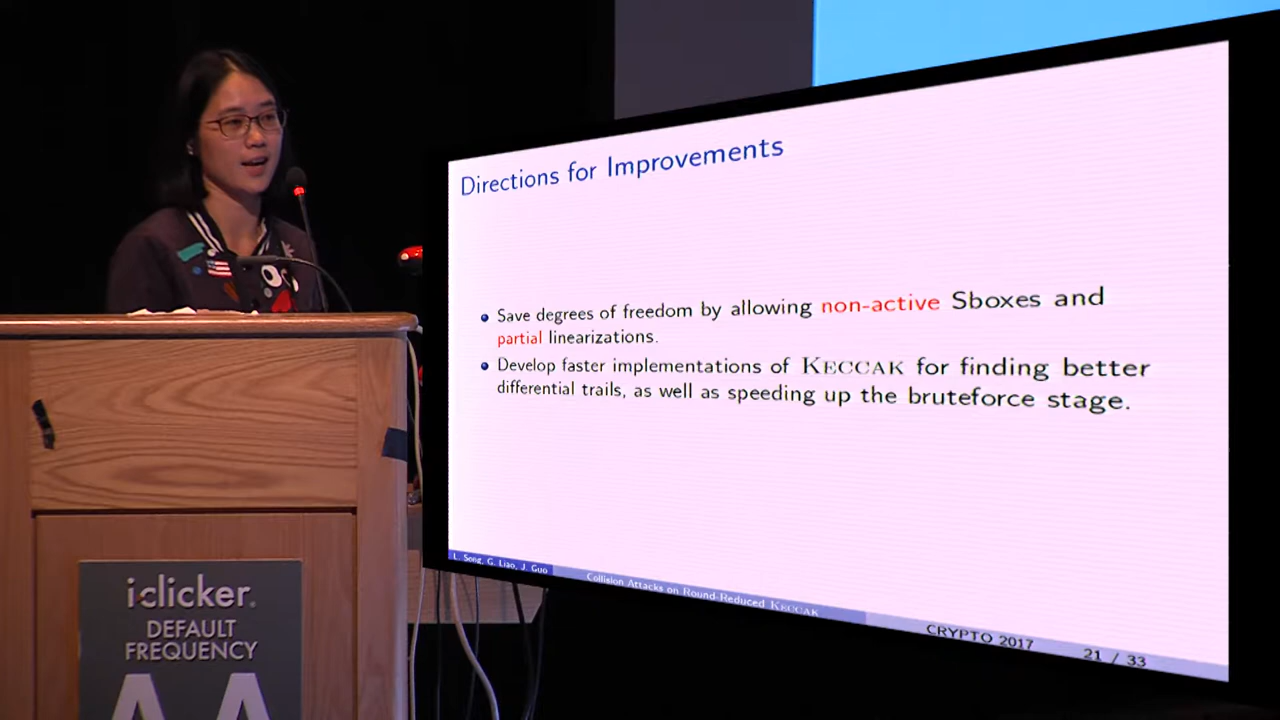 Directions for Improvements
Save degrees of freedom by allowing non-active Sboxes and
partial linearizations.
Develop faster implementations of KECCAK for finding better
differential trails, as well as speeding up the bruteforce stage.
L. Song, G. Liao, J. Guo
Collision Attacks on Round-Reduced KECCAK
CRYPTO 2017
21 / 33
iclicker.
DEFAULT
FREQUENCY
AA